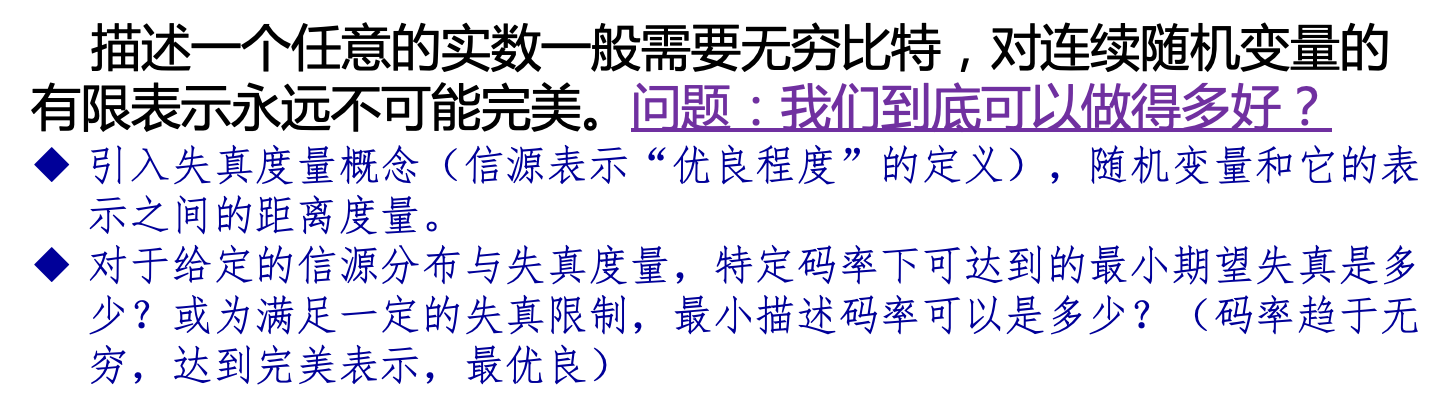 描述一个任意的实数一般需要无穷比特，对连续随机变量的
有限表示永远不可能完美。问题：我们到底可以做得多好？
◆ 引入失真度量概念（信源表示“优良程度”的定义），随机变量和它的表
示之间的距离度量。
◆ 对于给定的信源分布与失真度量，特定码率下可达到的最小期望失真是多
少？或为满足一定的失真限制，最小描述码率可以是多少？（码率趋于无
穷，达到完美表示，最优良）